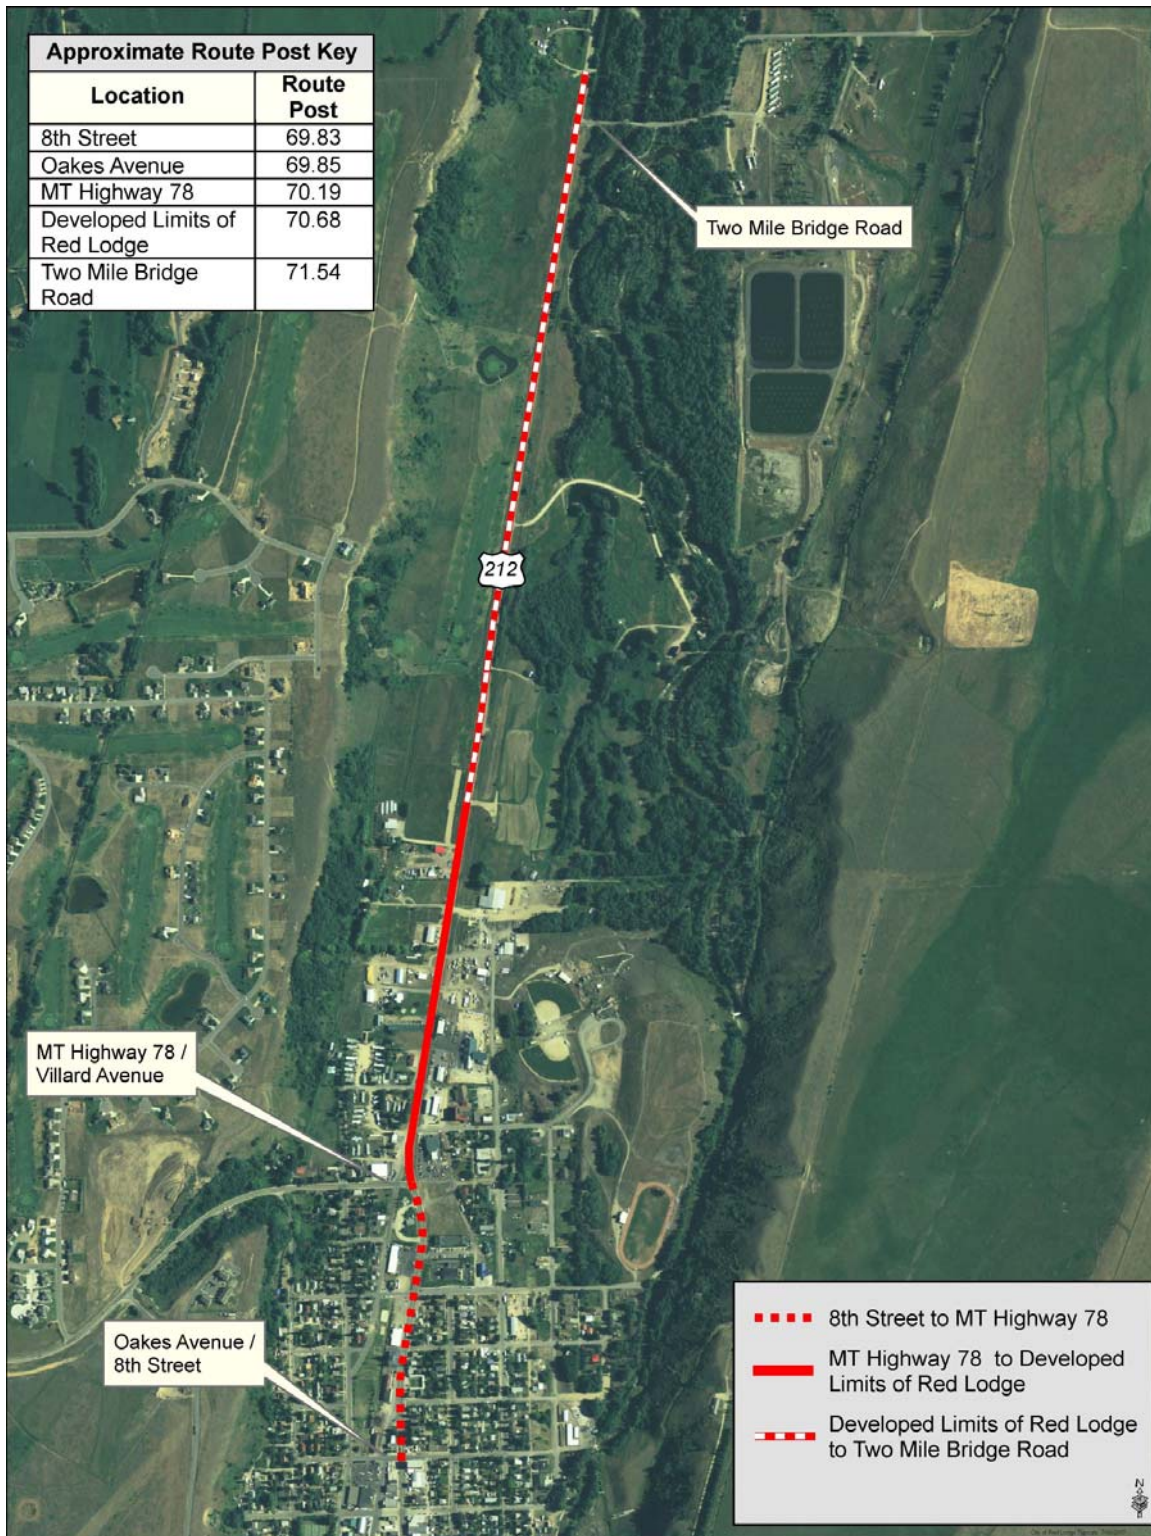 Approximate Route Post Key
Location Route
Post
8th Street 69.83
Oakes Avenue 69.85
MT Highway 78 70.19
Developed Limits of 70.68
Red Lodge
Two Mile Bridge 71.54
Road
Two Mile Bridge Road
212
MT Highway 78 /
Villard Avenue
Oakes Avenue /
8th Street
8th Street to MT Highway 78
MT Highway 78 to Developed
Limits of Red Lodge
Developed Limits of Red Lodge
to Two Mile Bridge Road
N